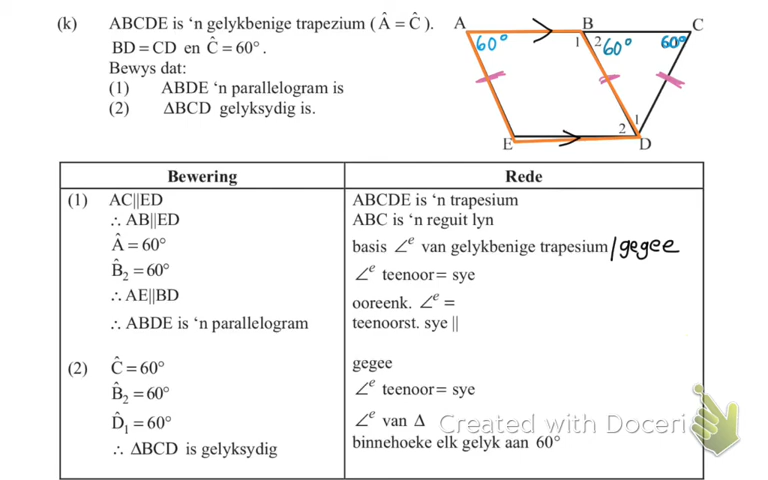 (k) ABCDE is ‘n gelykbenige trapezium (Â = Ĉ).
BD = CD en Ĉ = 60°.
Bewys dat:
(1) ABDE ‘n parallelogram is
(2) ΔBCD gelyksydig is.
A B C
60° 1 2 60° 60°
2 1
E D
Bewering Rede
(1) AC||ED ABCDE is ‘n trapesium
∴ AB||ED ABC is ‘n reguit lyn
Â = 60° basis ∠ᵉ van gelykbenige trapesium/gegee
B̂₂ = 60° ∠ᵉ teenoor = sye
∴ AE||BD ooreenk. ∠ᵉ =
∴ ABDE is ‘n parallelogram teenoorst. sye ||
(2) Ĉ = 60° gegee
B̂₂ = 60° ∠ᵉ teenoor = sye
D̂₁ = 60° ∠ᵉ van Δ
∴ ΔBCD is gelyksydig binnehoeke elk gelyk aan 60°
Created with Doceri